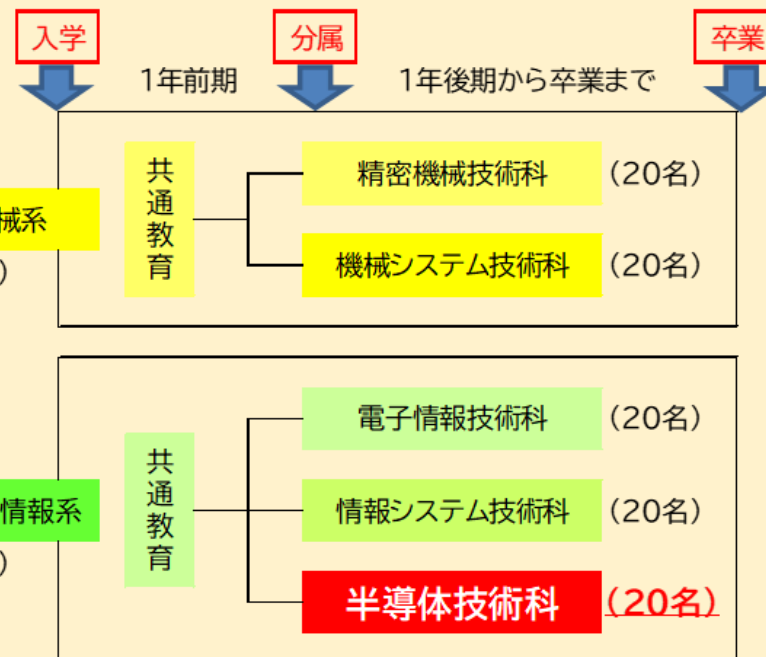 入学
分属
卒業
1年前期
1年後期から卒業まで
共通教育
精密機械技術科
(20名)
械系
)
機械システム技術科
(20名)
共通教育
電子情報技術科
(20名)
情報系
)
情報システム技術科
(20名)
半導体技術科
(20名)